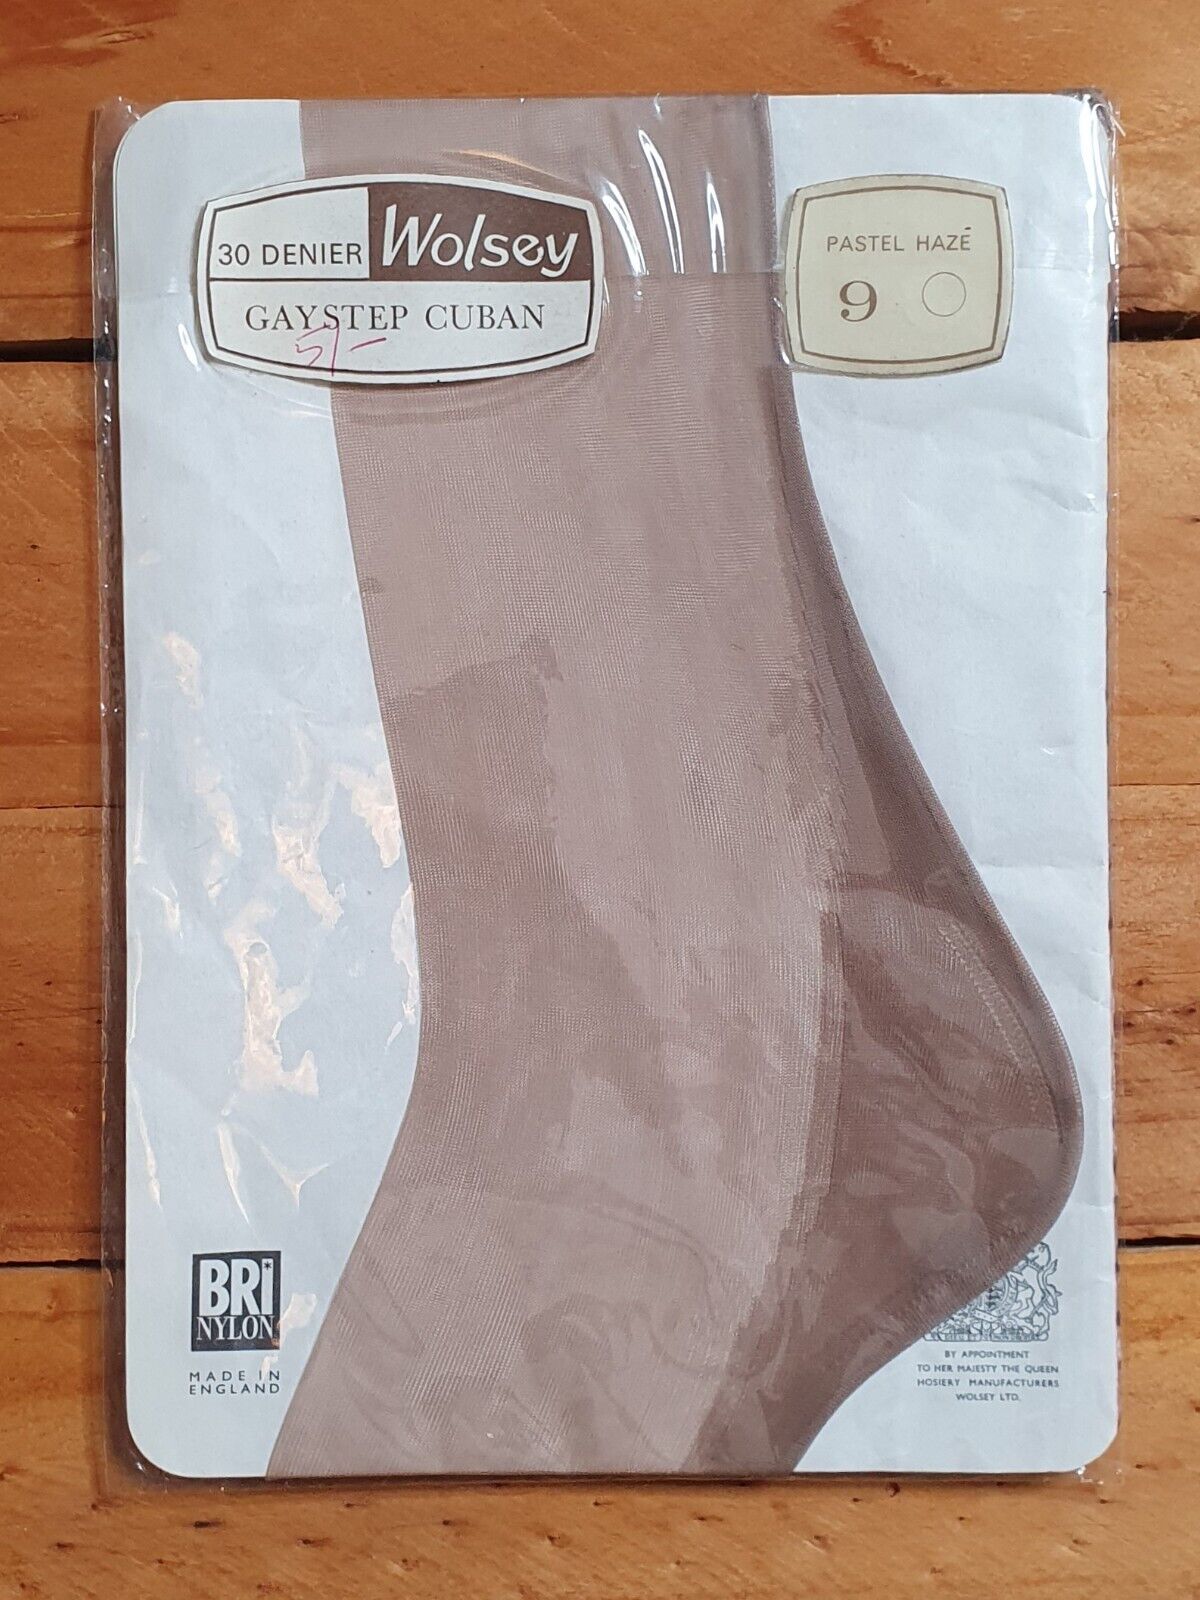 30 DENIER Wolsey
GAYSTEP CUBAN
5/-
PASTEL HAZÉ
9
BRi*
NYLON
MADE IN
ENGLAND
BY APPOINTMENT
TO HER MAJESTY THE QUEEN
HOSIERY MANUFACTURERS
WOLSEY LTD.